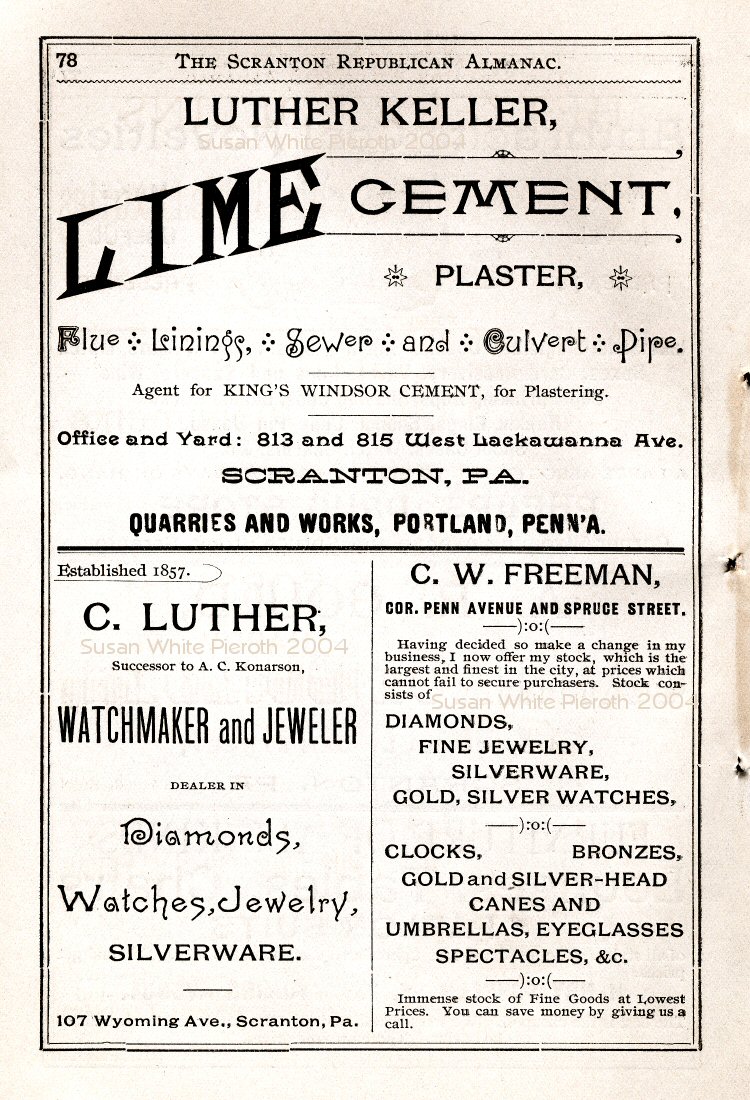 78
THE SCRANTON REPUBLICAN ALMANAC.
LUTHER KELLER,
Susan White Pieroth 2004
LIME CEMENT,
PLASTER,
Flue Linings, Sewer and Culvert Pipe.
Agent for KING'S WINDSOR CEMENT, for Plastering.
Office and Yard: 813 and 815 West Lackawanna Ave.
SCRANTON, PA.
QUARRIES AND WORKS, PORTLAND, PENN'A.
Established 1857.
C. LUTHER,
Susan White Pieroth 2004
Successor to A. C. Konarson,
WATCHMAKER and JEWELER
DEALER IN
Diamonds,
Watches, Jewelry,
SILVERWARE.
107 Wyoming Ave., Scranton, Pa.
C. W. FREEMAN,
COR. PENN AVENUE AND SPRUCE STREET.
——):o:(——
Having decided so make a change in my
business, I now offer my stock, which is the
largest and finest in the city, at prices which
cannot fail to secure purchasers. Stock con-
sists of
Susan White Pieroth 2004
DIAMONDS,
FINE JEWELRY,
SILVERWARE,
GOLD, SILVER WATCHES,
——):o:(——
CLOCKS, BRONZES,
GOLD and SILVER-HEAD
CANES AND
UMBRELLAS, EYEGLASSES
SPECTACLES, &c.
——):o:(——
Immense stock of Fine Goods at Lowest
Prices. You can save money by giving us a
call.